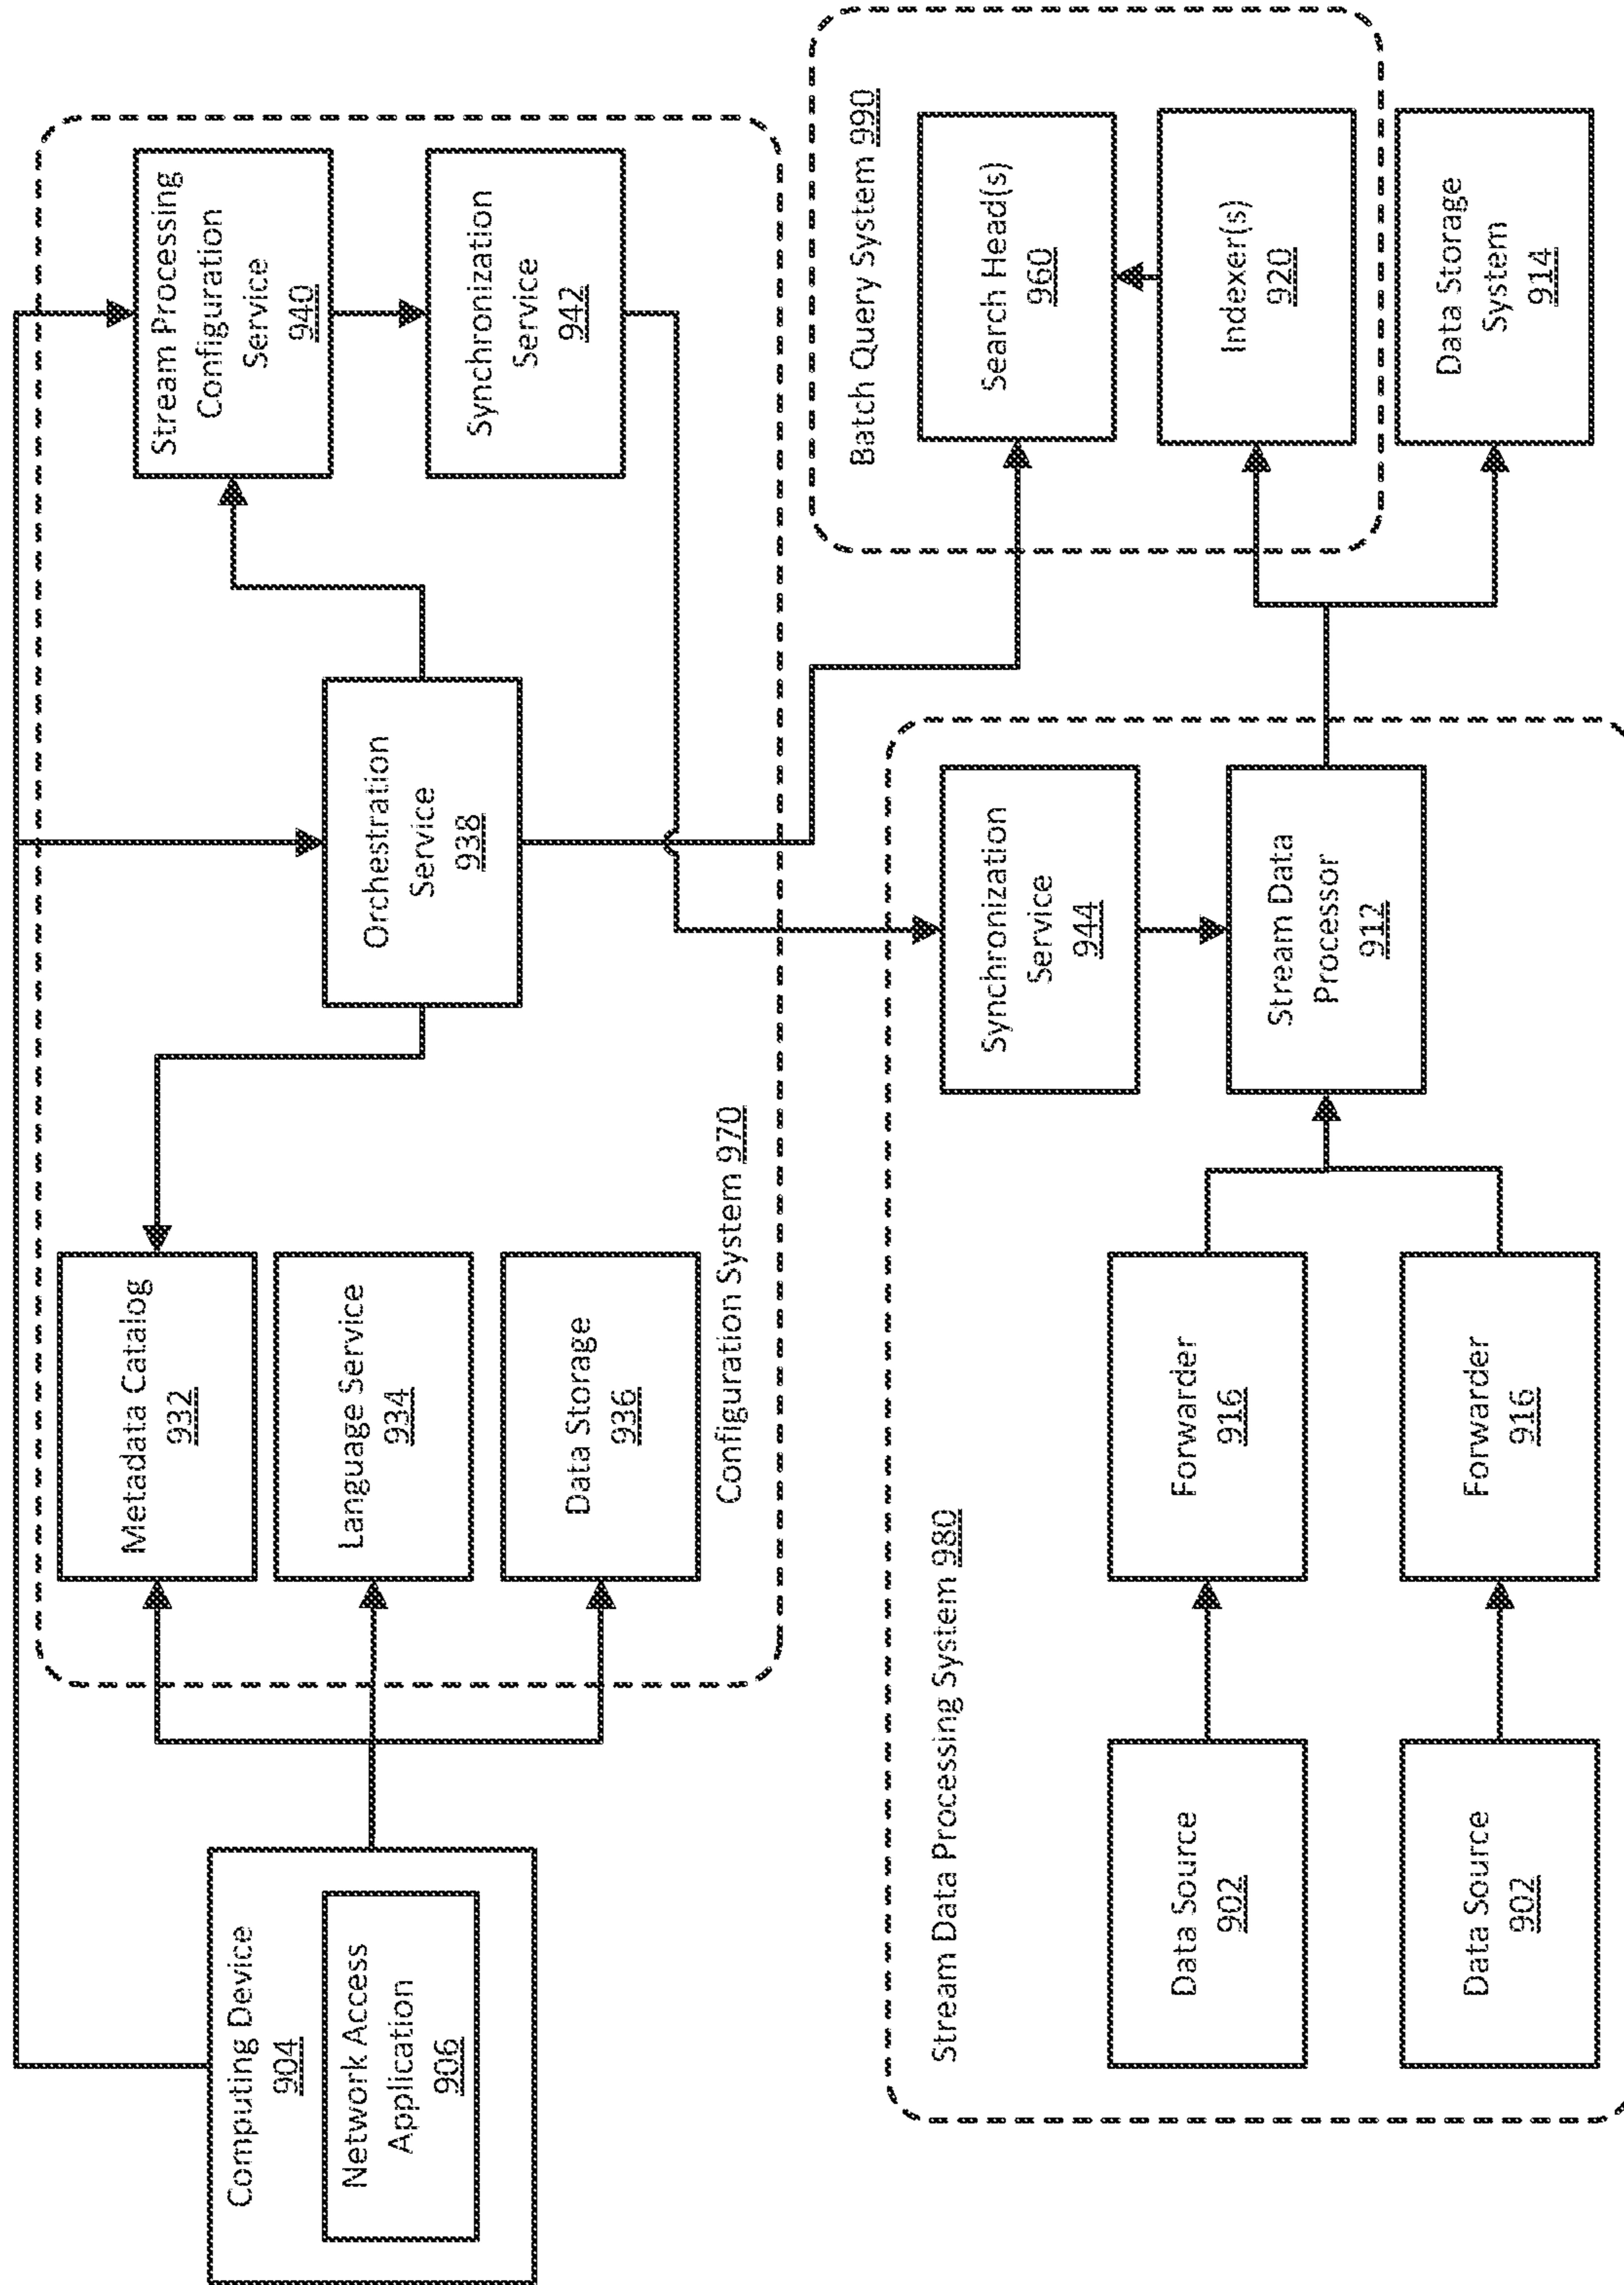 Computing Device
904
Network Access
Application
906
Metadata Catalog
932
Language Service
934
Data Storage
936
Configuration System 970
Orchestration
Service
938
Stream Processing
Configuration
Service
940
Synchronization
Service
942
Stream Data Processing System 980
Data Source
902
Data Source
902
Forwarder
916
Forwarder
916
Synchronization
Service
944
Stream Data
Processor
912
Batch Query System 990
Search Head(s)
960
Indexer(s)
920
Data Storage
System
914